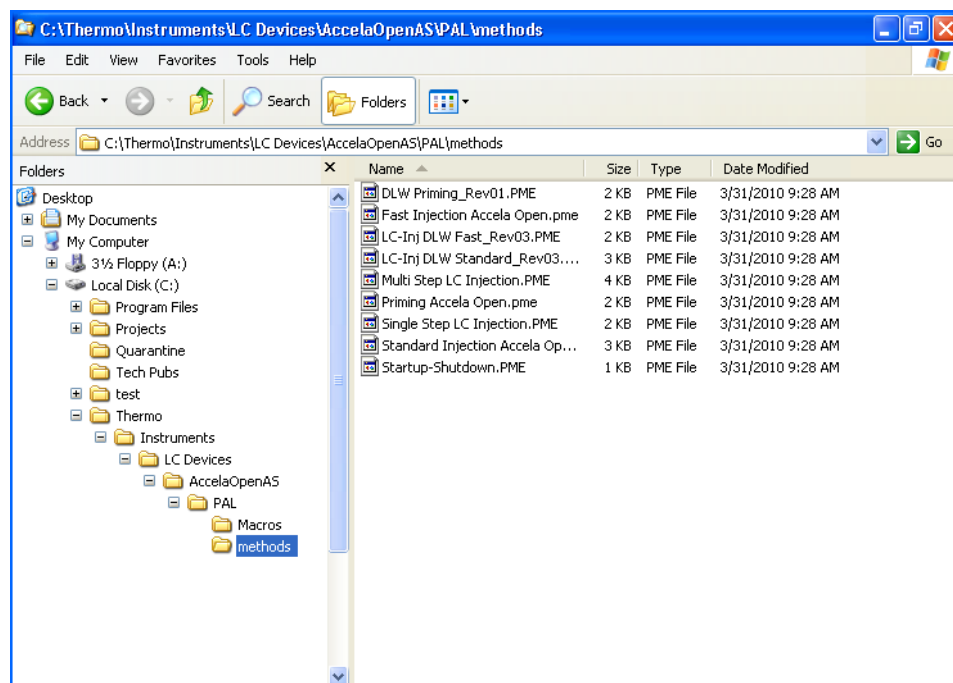 C:\Thermo\Instruments\LC Devices\AccelaOpenAS\PAL\methods
File Edit View Favorites Tools Help
Back Search Folders
Address C:\Thermo\Instruments\LC Devices\AccelaOpenAS\PAL\methods Go
Folders
Desktop
My Documents
My Computer
3½ Floppy (A:)
Local Disk (C:)
Program Files
Projects
Quarantine
Tech Pubs
test
Thermo
Instruments
LC Devices
AccelaOpenAS
PAL
Macros
methods
Name Size Type Date Modified
DLW Priming_Rev01.PME 2 KB PME File 3/31/2010 9:28 AM
Fast Injection Accela Open.pme 2 KB PME File 3/31/2010 9:28 AM
LC-Inj DLW Fast_Rev03.PME 2 KB PME File 3/31/2010 9:28 AM
LC-Inj DLW Standard_Rev03.... 3 KB PME File 3/31/2010 9:28 AM
Multi Step LC Injection.PME 4 KB PME File 3/31/2010 9:28 AM
Priming Accela Open.pme 2 KB PME File 3/31/2010 9:28 AM
Single Step LC Injection.PME 2 KB PME File 3/31/2010 9:28 AM
Standard Injection Accela Op... 3 KB PME File 3/31/2010 9:28 AM
Startup-Shutdown.PME 1 KB PME File 3/31/2010 9:28 AM